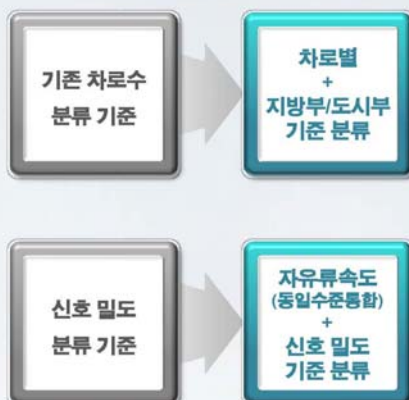 기존 차로수
분류 기준
차로별
+
지방부/도시부
기준 분류
신호 밀도
분류 기준
자유류속도
(동일수준통합)
+
신호 밀도
기준 분류